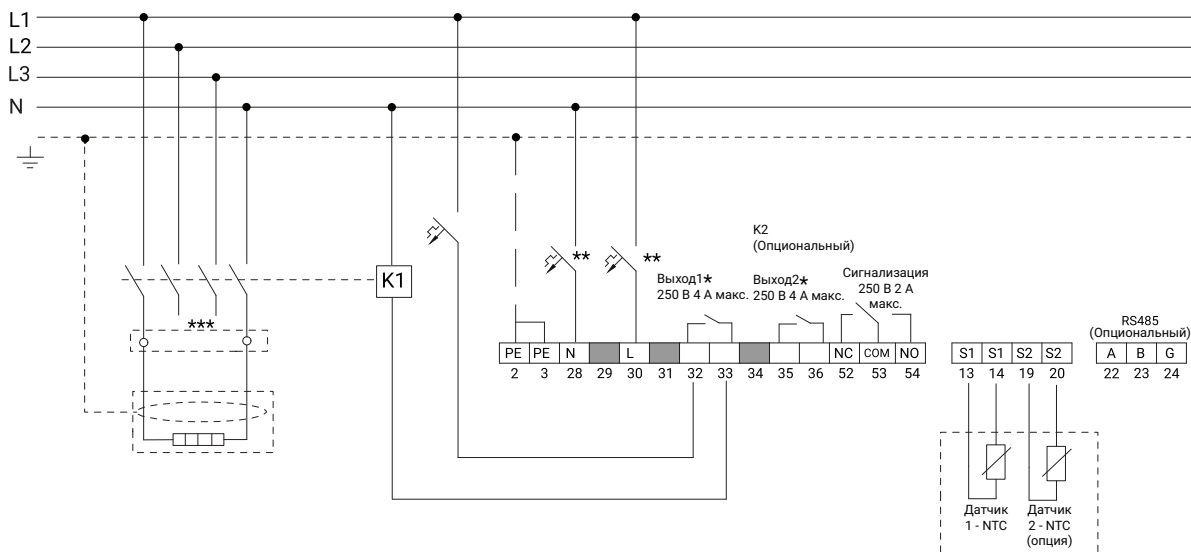 L1
L2
L3
N
K1
***
**
**
K2
(Опциональный)
Выход1*
250 В 4 А макс.
Выход2*
250 В 4 А макс.
Сигнализация
250 В 2 А
макс.
RS485
(Опциональный)
PE PE N L NC COM NO
2 3 28 29 30 31 32 33 34 35 36 52 53 54
S1 S1 S2 S2
13 14 19 20
A B G
22 23 24
Датчик
1 - NTC
Датчик
2 - NTC
(опция)